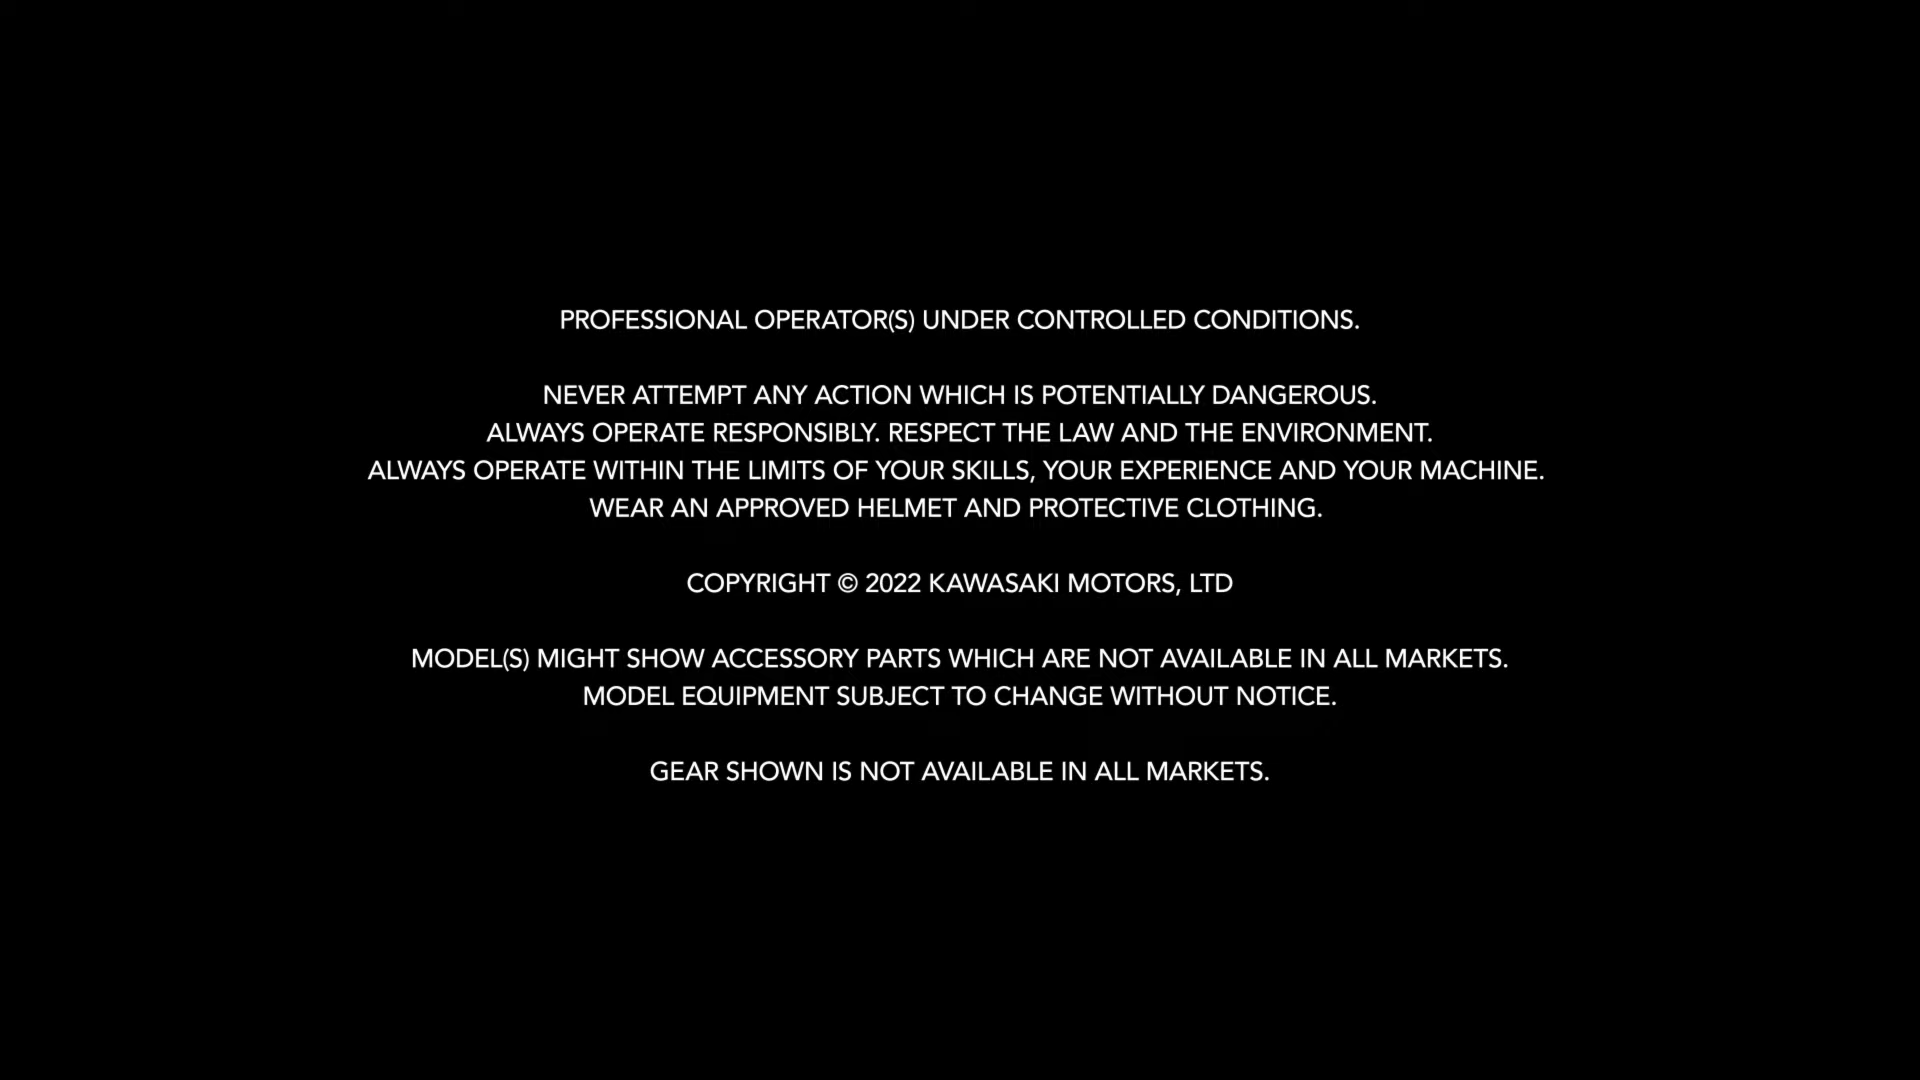 PROFESSIONAL OPERATOR(S) UNDER CONTROLLED CONDITIONS.
NEVER ATTEMPT ANY ACTION WHICH IS POTENTIALLY DANGEROUS.
ALWAYS OPERATE RESPONSIBLY. RESPECT THE LAW AND THE ENVIRONMENT.
ALWAYS OPERATE WITHIN THE LIMITS OF YOUR SKILLS, YOUR EXPERIENCE AND YOUR MACHINE.
WEAR AN APPROVED HELMET AND PROTECTIVE CLOTHING.
COPYRIGHT © 2022 KAWASAKI MOTORS, LTD
MODEL(S) MIGHT SHOW ACCESSORY PARTS WHICH ARE NOT AVAILABLE IN ALL MARKETS.
MODEL EQUIPMENT SUBJECT TO CHANGE WITHOUT NOTICE.
GEAR SHOWN IS NOT AVAILABLE IN ALL MARKETS.